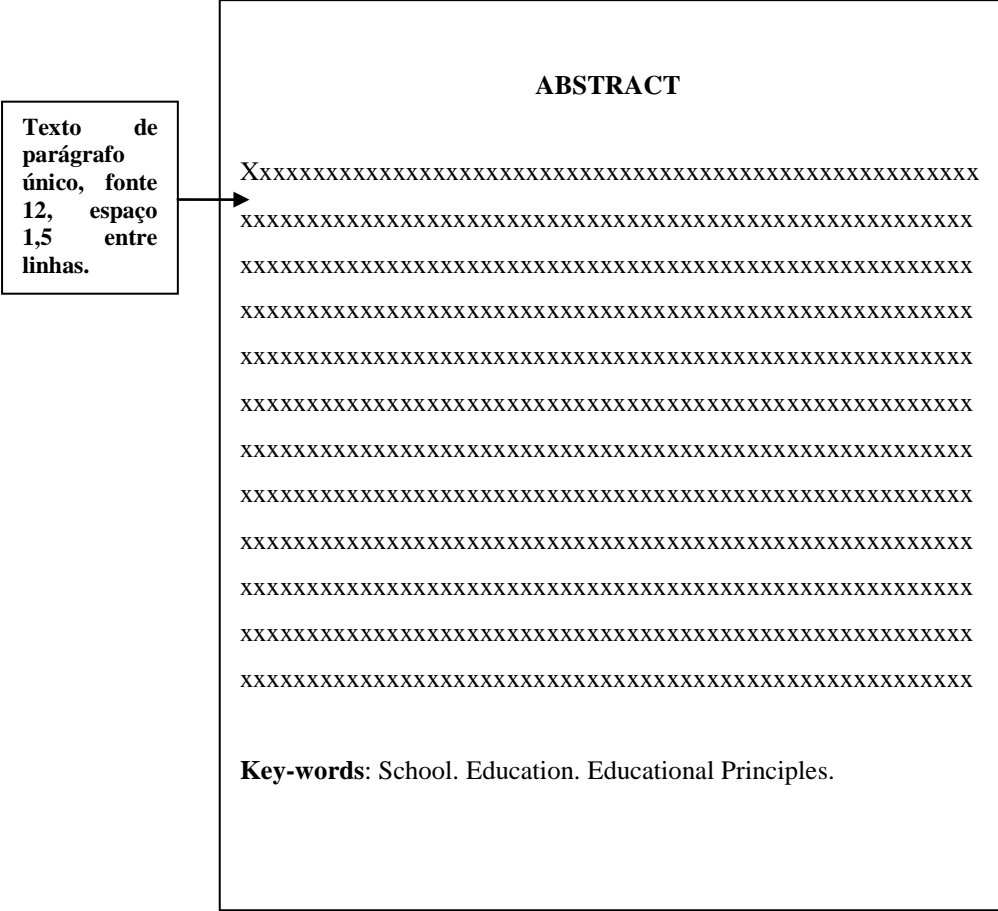 ABSTRACT
Texto de
parágrafo
único, fonte
12, espaço
1,5 entre
linhas.
Xxxxxxxxxxxxxxxxxxxxxxxxxxxxxxxxxxxxxxxxxxxxxxxxxxxxxxx
xxxxxxxxxxxxxxxxxxxxxxxxxxxxxxxxxxxxxxxxxxxxxxxxxxxxxxx
xxxxxxxxxxxxxxxxxxxxxxxxxxxxxxxxxxxxxxxxxxxxxxxxxxxxxxx
xxxxxxxxxxxxxxxxxxxxxxxxxxxxxxxxxxxxxxxxxxxxxxxxxxxxxxx
xxxxxxxxxxxxxxxxxxxxxxxxxxxxxxxxxxxxxxxxxxxxxxxxxxxxxxx
xxxxxxxxxxxxxxxxxxxxxxxxxxxxxxxxxxxxxxxxxxxxxxxxxxxxxxx
xxxxxxxxxxxxxxxxxxxxxxxxxxxxxxxxxxxxxxxxxxxxxxxxxxxxxxx
xxxxxxxxxxxxxxxxxxxxxxxxxxxxxxxxxxxxxxxxxxxxxxxxxxxxxxx
xxxxxxxxxxxxxxxxxxxxxxxxxxxxxxxxxxxxxxxxxxxxxxxxxxxxxxx
xxxxxxxxxxxxxxxxxxxxxxxxxxxxxxxxxxxxxxxxxxxxxxxxxxxxxxx
xxxxxxxxxxxxxxxxxxxxxxxxxxxxxxxxxxxxxxxxxxxxxxxxxxxxxxx
xxxxxxxxxxxxxxxxxxxxxxxxxxxxxxxxxxxxxxxxxxxxxxxxxxxxxxx
Key-words: School. Education. Educational Principles.